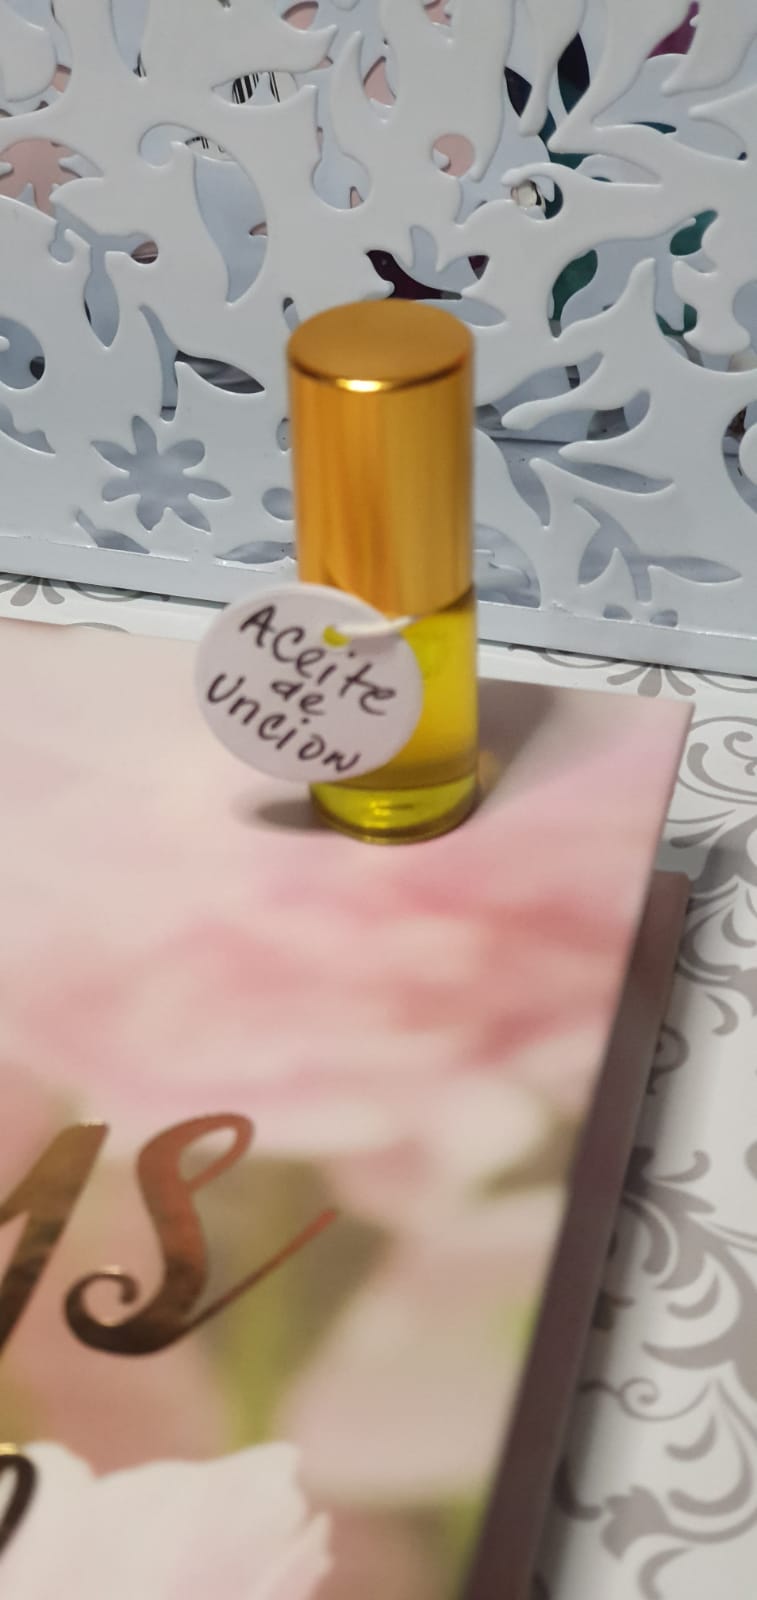 Aceite
de
Uncion